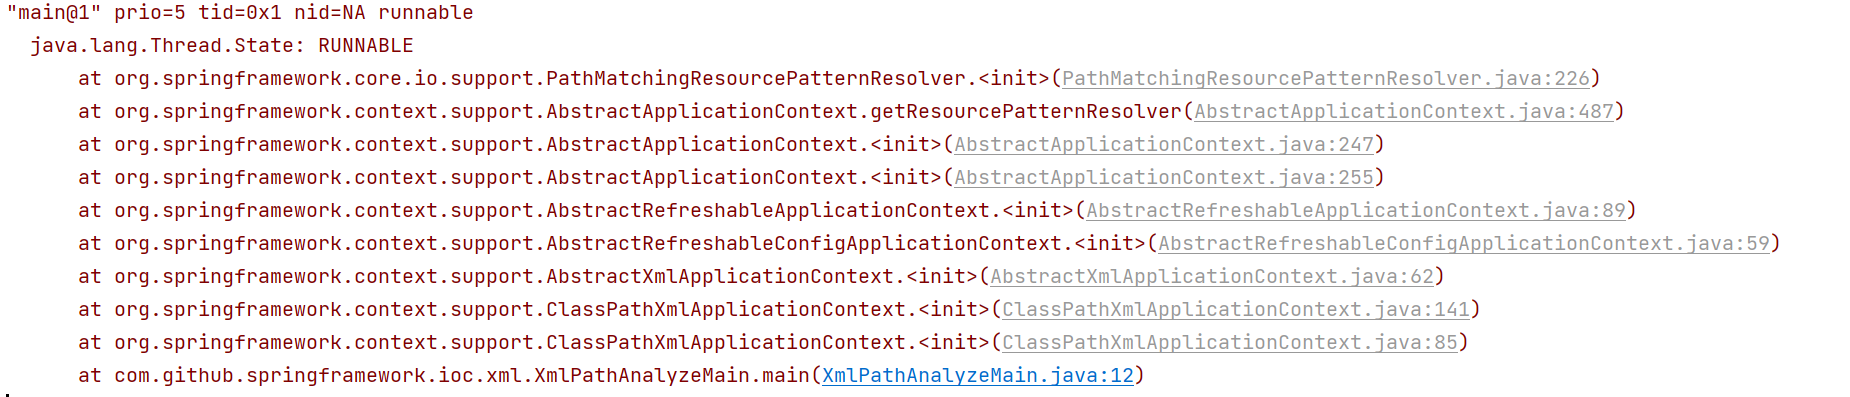 "main@1" prio=5 tid=0x1 nid=NA runnable
java.lang.Thread.State: RUNNABLE
at org.springframework.core.io.support.PathMatchingResourcePatternResolver.<init>(PathMatchingResourcePatternResolver.java:226)
at org.springframework.context.support.AbstractApplicationContext.getResourcePatternResolver(AbstractApplicationContext.java:487)
at org.springframework.context.support.AbstractApplicationContext.<init>(AbstractApplicationContext.java:247)
at org.springframework.context.support.AbstractApplicationContext.<init>(AbstractApplicationContext.java:255)
at org.springframework.context.support.AbstractRefreshableApplicationContext.<init>(AbstractRefreshableApplicationContext.java:89)
at org.springframework.context.support.AbstractRefreshableConfigApplicationContext.<init>(AbstractRefreshableConfigApplicationContext.java:59)
at org.springframework.context.support.AbstractXmlApplicationContext.<init>(AbstractXmlApplicationContext.java:62)
at org.springframework.context.support.ClassPathXmlApplicationContext.<init>(ClassPathXmlApplicationContext.java:141)
at org.springframework.context.support.ClassPathXmlApplicationContext.<init>(ClassPathXmlApplicationContext.java:85)
at com.github.springframework.ioc.xml.XmlPathAnalyzeMain.main(XmlPathAnalyzeMain.java:12)